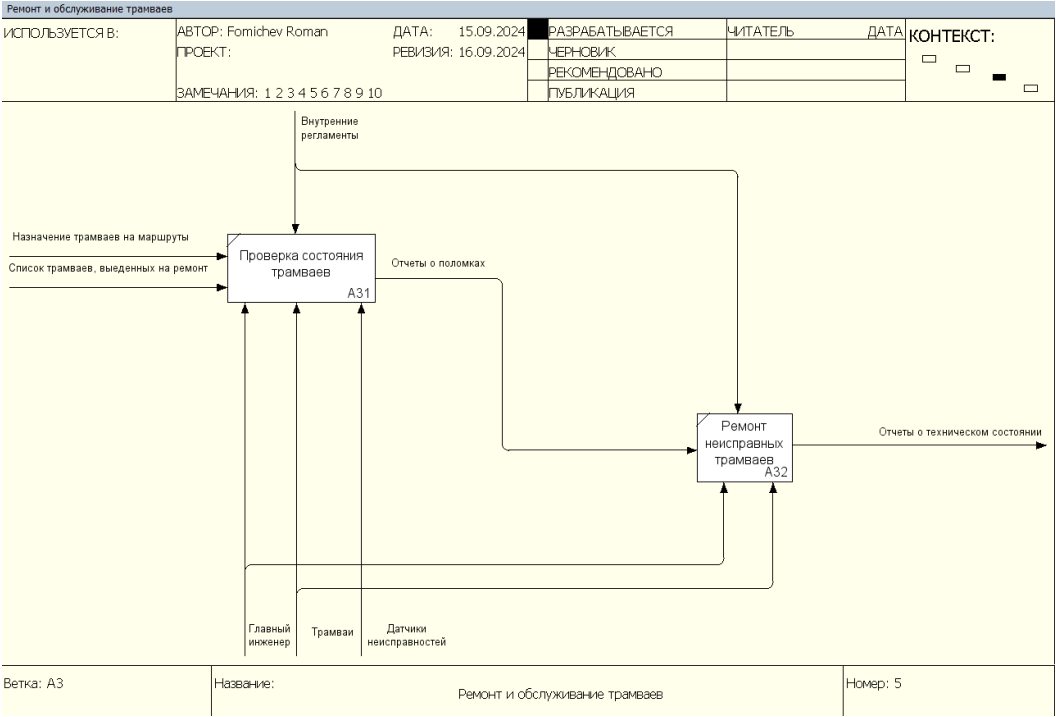 Ремонт и обслуживание трамваев
ИСПОЛЬЗУЕТСЯ В:
АВТОР: Fomichev Roman
ДАТА: 15.09.2024
ПРОЕКТ:
РЕВИЗИЯ: 16.09.2024
ЗАМЕЧАНИЯ: 1 2 3 4 5 6 7 8 9 10
РАЗРАБАТЫВАЕТСЯ
ЧЕРНОВИК
РЕКОМЕНДОВАНО
ПУБЛИКАЦИЯ
ЧИТАТЕЛЬ
ДАТА
КОНТЕКСТ:
Внутренние
регламенты
Назначение трамваев на маршруты
Список трамваев, выеденных на ремонт
Проверка состояния
трамваев
A31
Отчеты о поломках
Ремонт
неисправных
трамваев
A32
Отчеты о техническом состоянии
Главный
инженер
Трамваи
Датчики
неисправностей
Ветка: A3
Название:
Ремонт и обслуживание трамваев
Номер: 5